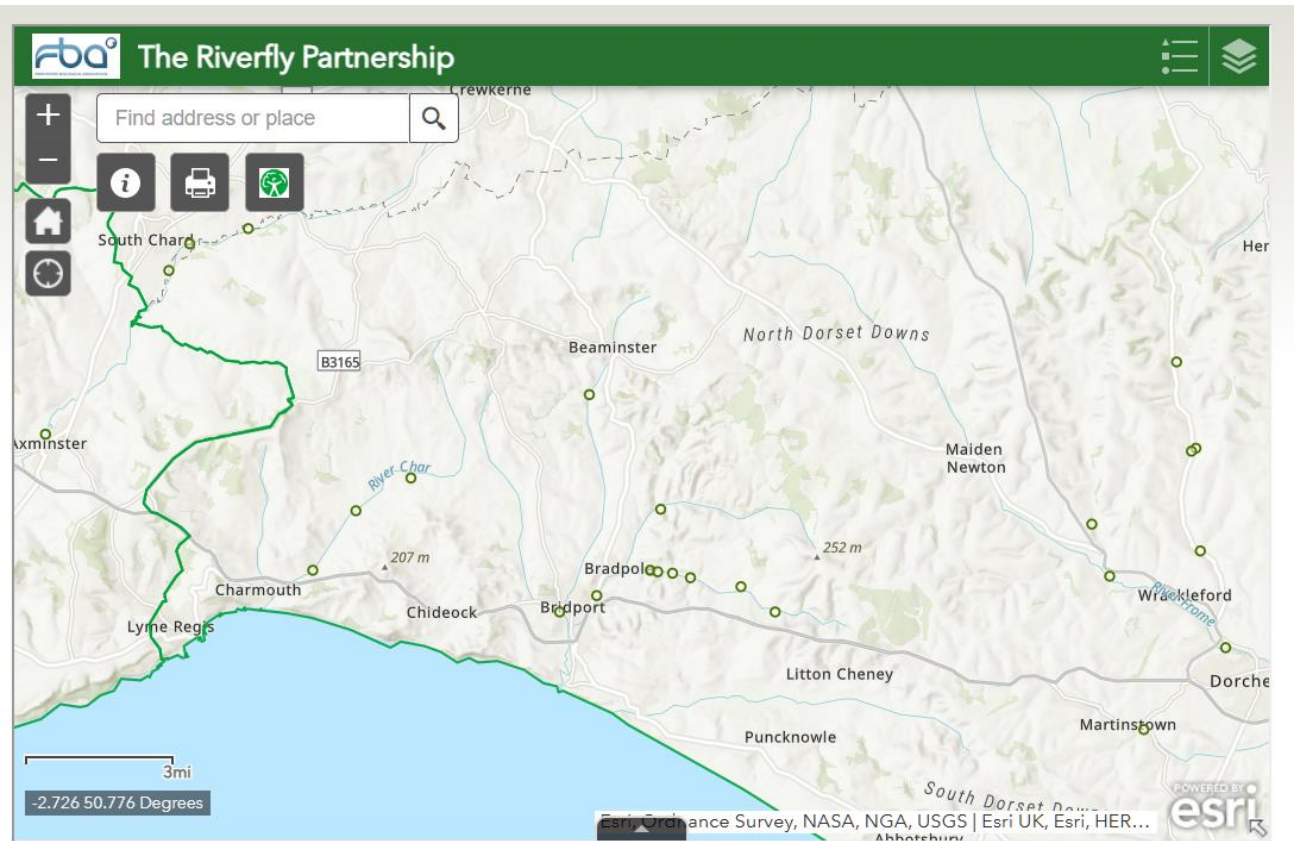 fba
The Riverfly Partnership
Crewkerne
Find address or place
South Chard
Her
North Dorset Downs
Beaminster
B3165
Axminster
Maiden
Newton
River Char
252 m
207 m
Bradpole
Charmouth
Wrackleford
River Frome
Chideock
Bridport
Lyme Regis
Litton Cheney
Dorche
Martinstown
Puncknowle
3mi
South Dorset Downs
-2.726 50.776 Degrees
POWERED BY
esri
Esri, Ordnance Survey, NASA, NGA, USGS | Esri UK, Esri, HER...
Abbotsbury